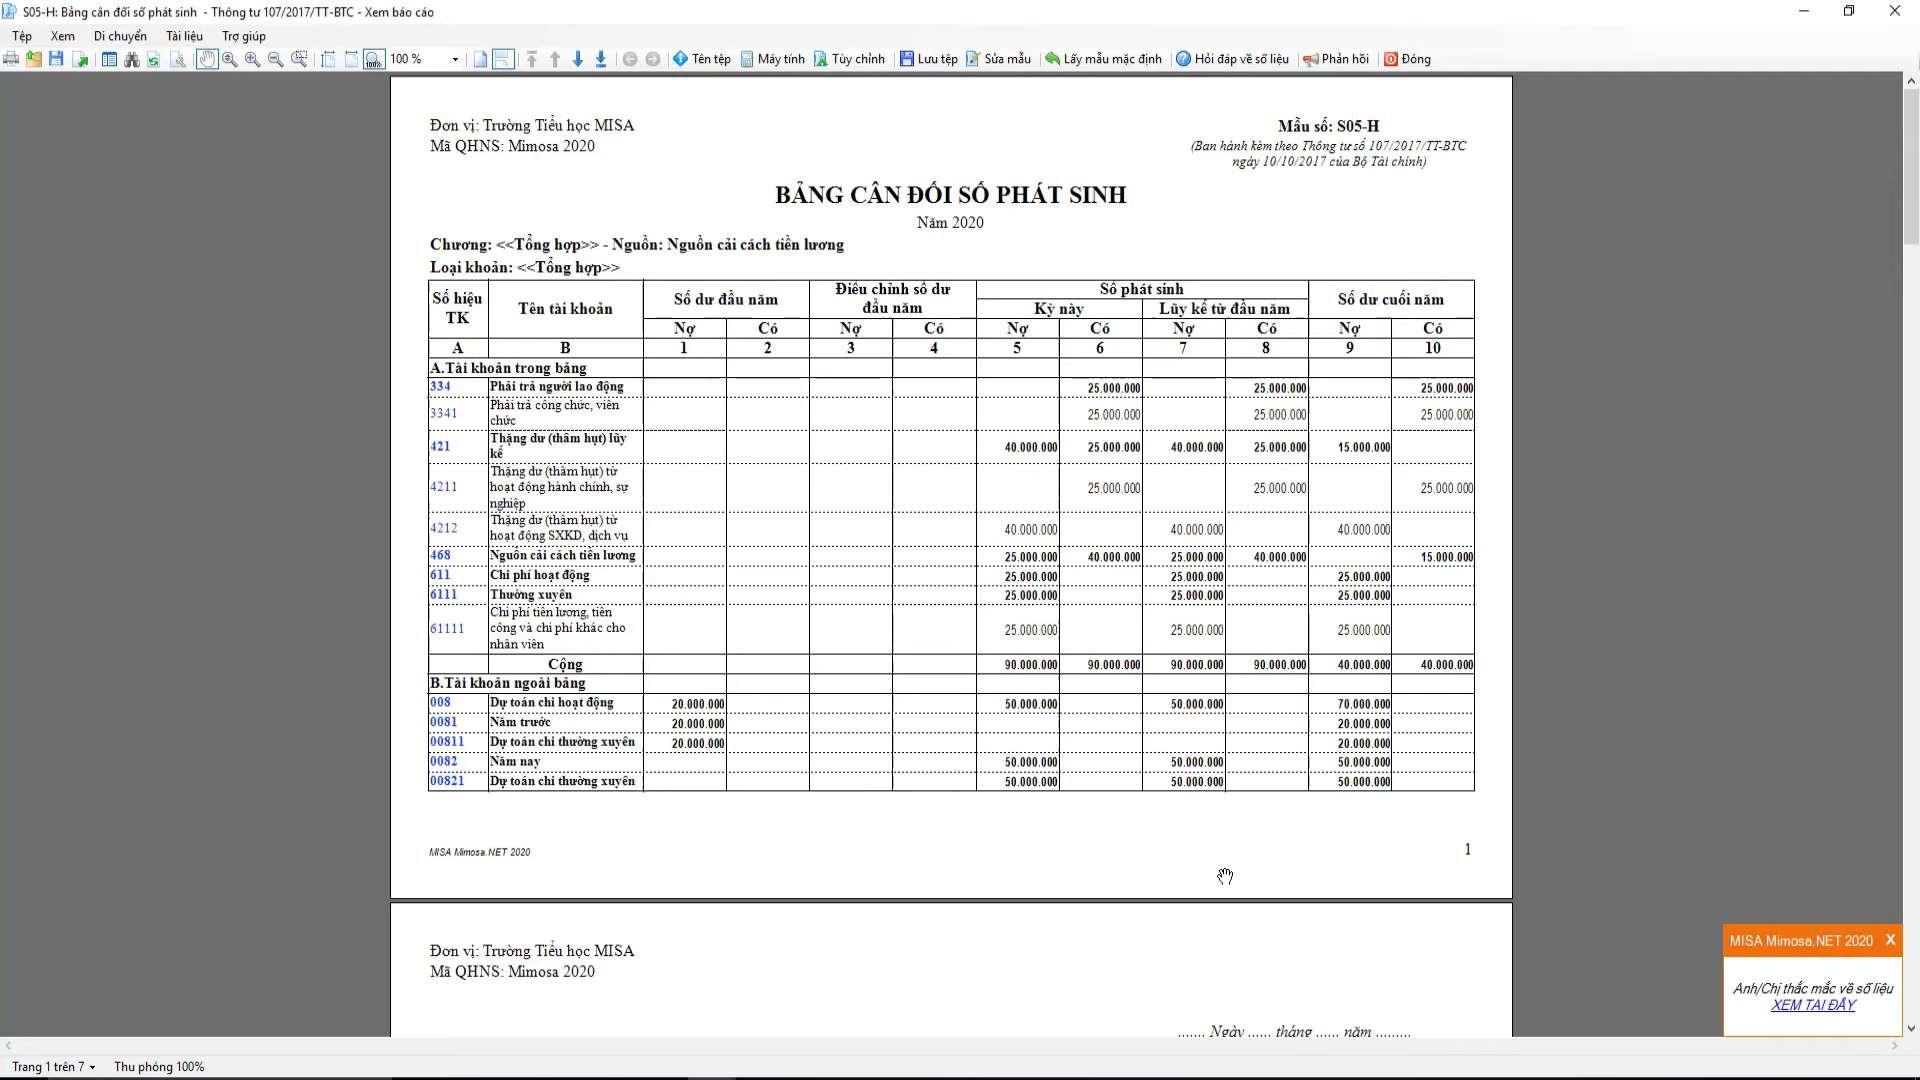 S05-H: Bảng cân đối số phát sinh - Thông tư 107/2017/TT-BTC - Xem báo cáo
Tệp Xem Di chuyển Tài liệu Trợ giúp
100 % Tên tệp Máy tính Tùy chỉnh Lưu tệp Sửa mẫu Lấy mẫu mặc định Hỏi đáp về số liệu Phản hồi Đóng
Đơn vị: Trường Tiểu học MISA
Mã QHNS: Mimosa 2020
Mẫu số: S05-H
(Ban hành kèm theo Thông tư số 107/2017/TT-BTC
ngày 10/10/2017 của Bộ Tài chính)
BẢNG CÂN ĐỐI SỐ PHÁT SINH
Năm 2020
Chương: <<Tổng hợp>> - Nguồn: Nguồn cải cách tiền lương
Loại khoản: <<Tổng hợp>>
Số hiệu TK Tên tài khoản Số dư đầu năm Điều chỉnh số dư đầu năm Số phát sinh Số dư cuối năm
Kỳ này Lũy kế từ đầu năm
Nợ Có Nợ Có Nợ Có Nợ Có Nợ Có
A B 1 2 3 4 5 6 7 8 9 10
A.Tài khoản trong bảng
334 Phải trả người lao động 25.000.000 25.000.000 25.000.000
3341 Phải trả công chức, viên chức 25.000.000 25.000.000 25.000.000
421 Thặng dư (thâm hụt) lũy kế 40.000.000 25.000.000 40.000.000 25.000.000 15.000.000
4211 Thặng dư (thâm hụt) từ hoạt động hành chính, sự nghiệp 25.000.000 25.000.000 25.000.000
4212 Thặng dư (thâm hụt) từ hoạt động SXKD, dịch vụ 40.000.000 40.000.000 40.000.000
468 Nguồn cải cách tiền lương 25.000.000 40.000.000 25.000.000 40.000.000 15.000.000
611 Chi phí hoạt động 25.000.000 25.000.000 25.000.000
6111 Thường xuyên 25.000.000 25.000.000 25.000.000
61111 Chi phí tiền lương, tiền công và chi phí khác cho nhân viên 25.000.000 25.000.000 25.000.000
Cộng 90.000.000 90.000.000 90.000.000 90.000.000 40.000.000 40.000.000
B.Tài khoản ngoài bảng
008 Dự toán chi hoạt động 20.000.000 50.000.000 50.000.000 70.000.000
0081 Năm trước 20.000.000 20.000.000
00811 Dự toán chi thường xuyên 20.000.000 20.000.000
0082 Năm nay 50.000.000 50.000.000 50.000.000
00821 Dự toán chi thường xuyên 50.000.000 50.000.000 50.000.000
MISA Mimosa.NET 2020
1
Đơn vị: Trường Tiểu học MISA
Mã QHNS: Mimosa 2020
....... Ngày ...... tháng ...... năm .........
MISA Mimosa.NET 2020 X
Anh/Chị thắc mắc về số liệu
XEM TẠI ĐÂY
Trang 1 trên 7 Thu phóng 100%